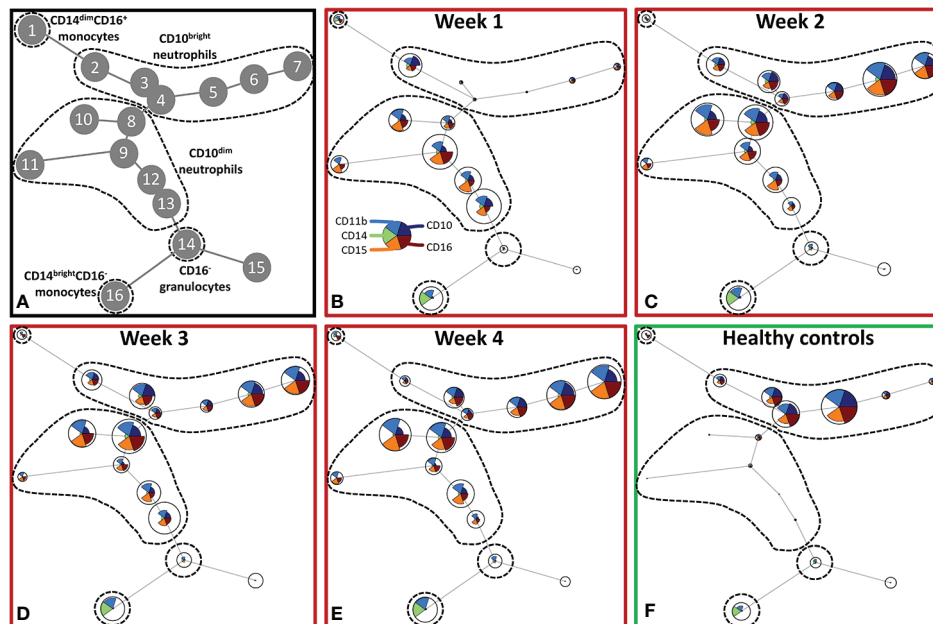 1
CD14dimCD16+
monocytes
CD10bright
neutrophils
2
3
4
5
6
7
10
8
9
11
12
13
CD10dim
neutrophils
14
15
16
CD14brightCD16-
monocytes
CD16-
granulocytes
A
Week 1
CD11b
CD14
CD15
CD10
CD16
B
Week 2
C
Week 3
D
Week 4
E
Healthy controls
F